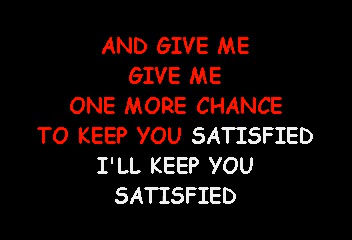 AND GIVE ME
GIVE ME
ONE MORE CHANCE
TO KEEP YOU SATISFIED
I'LL KEEP YOU
SATISFIED